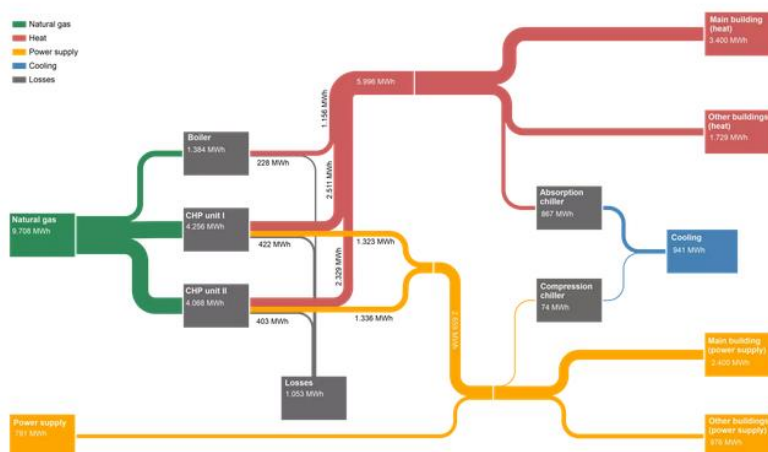 Natural gas
Heat
Power supply
Cooling
Losses
Main building
(heat)
3.400 MWh
5.996 MWh
1.156 MWh
Other buildings
(heat)
1.729 MWh
Boiler
1.384 MWh
228 MWh
2.511 MWh
Absorption
chiller
867 MWh
Natural gas
9.708 MWh
CHP unit I
4.256 MWh
422 MWh
1.323 MWh
Cooling
941 MWh
2.329 MWh
CHP unit II
4.068 MWh
403 MWh
1.336 MWh
Compression
chiller
74 MWh
Main building
(power supply)
2.400 MWh
Losses
1.053 MWh
Power supply
MWh
Other buildings
(power supply)
MWh